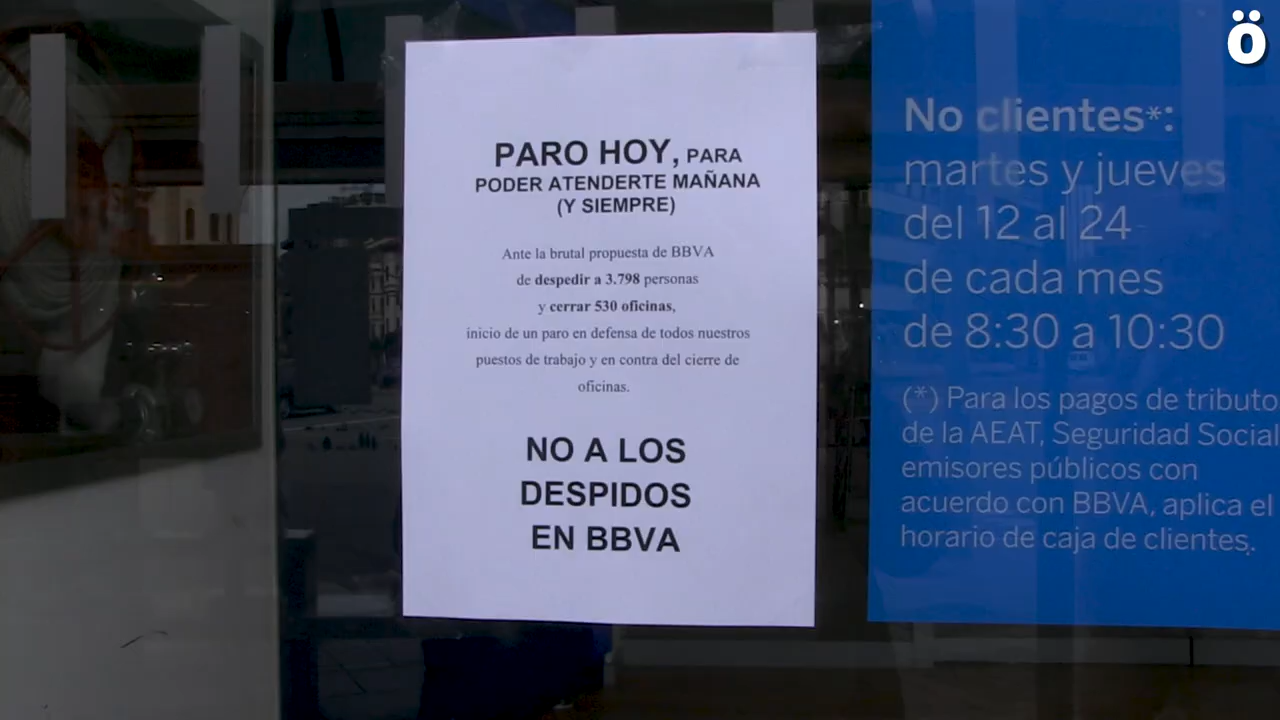 ö
PARO HOY, PARA
PODER ATENDERTE MAÑANA
(Y SIEMPRE)
Ante la brutal propuesta de BBVA
de despedir a 3.798 personas
y cerrar 530 oficinas,
inicio de un paro en defensa de todos nuestros
puestos de trabajo y en contra del cierre de
oficinas.
NO A LOS
DESPIDOS
EN BBVA
No clientes*:
martes y jueves
del 12 al 24
de cada mes
de 8:30 a 10:30
(*) Para los pagos de tributo
de la AEAT, Seguridad Social
emisores públicos con
acuerdo con BBVA, aplica el
horario de caja de clientes.